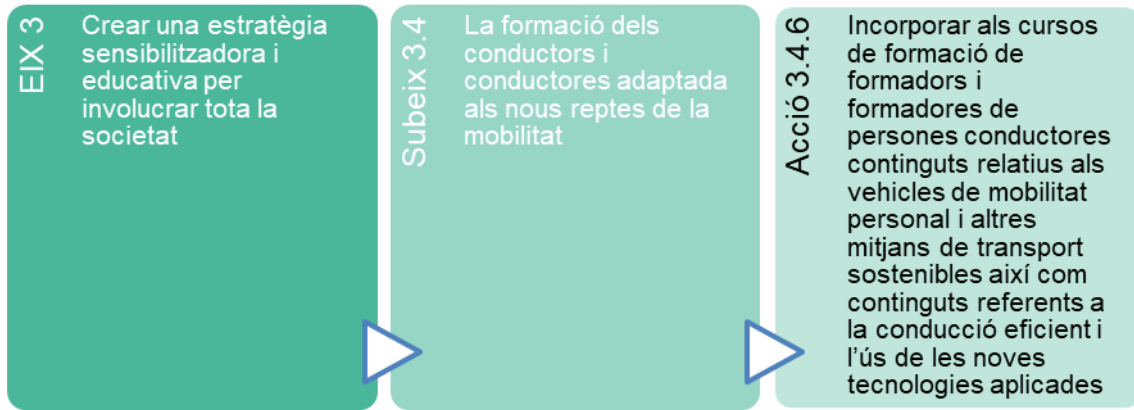 EIX 3
Crear una estratègia
sensibilitzadora i
educativa per
involucrar tota la
societat
Subeix 3.4
La formació dels
conductors i
conductores adaptada
als nous reptes de la
mobilitat
Acció 3.4.6
Incorporar als cursos
de formació de
formadors i
formadores de
persones conductores
continguts relatius als
vehicles de mobilitat
personal i altres
mitjans de transport
sostenibles així com
continguts referents a
la conducció eficient i
l'ús de les noves
tecnologies aplicades